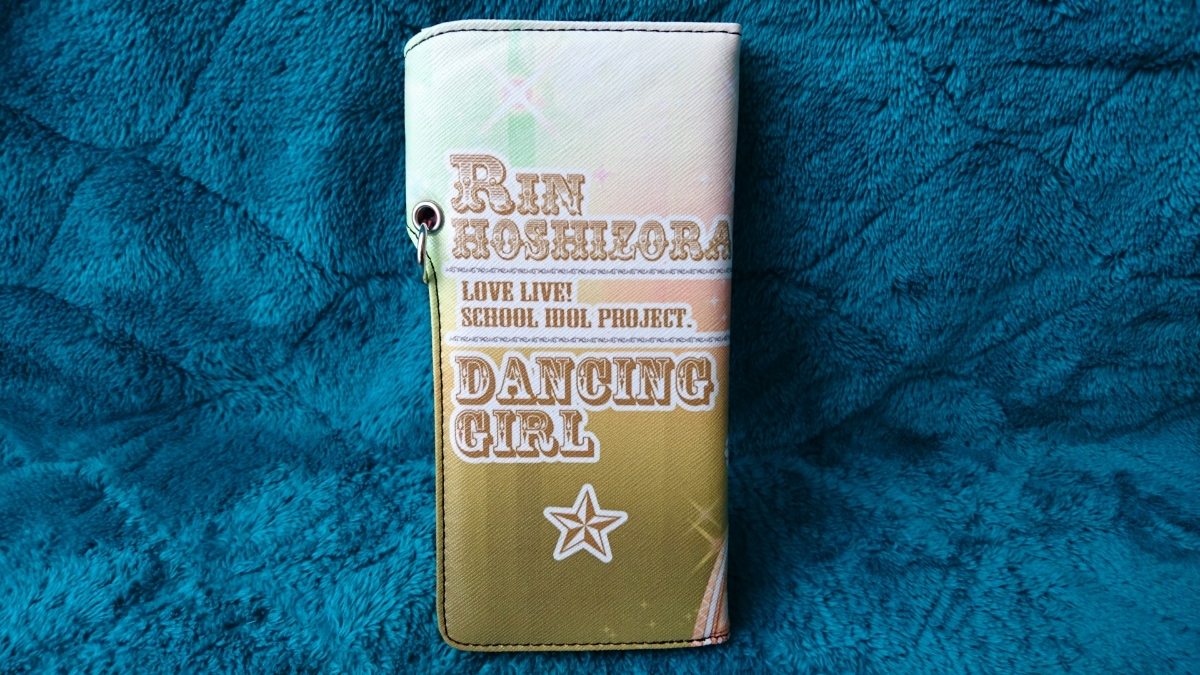 RIN
HOSHIZORA
LOVE LIVE!
SCHOOL IDOL PROJECT.
DANCING
GIRL